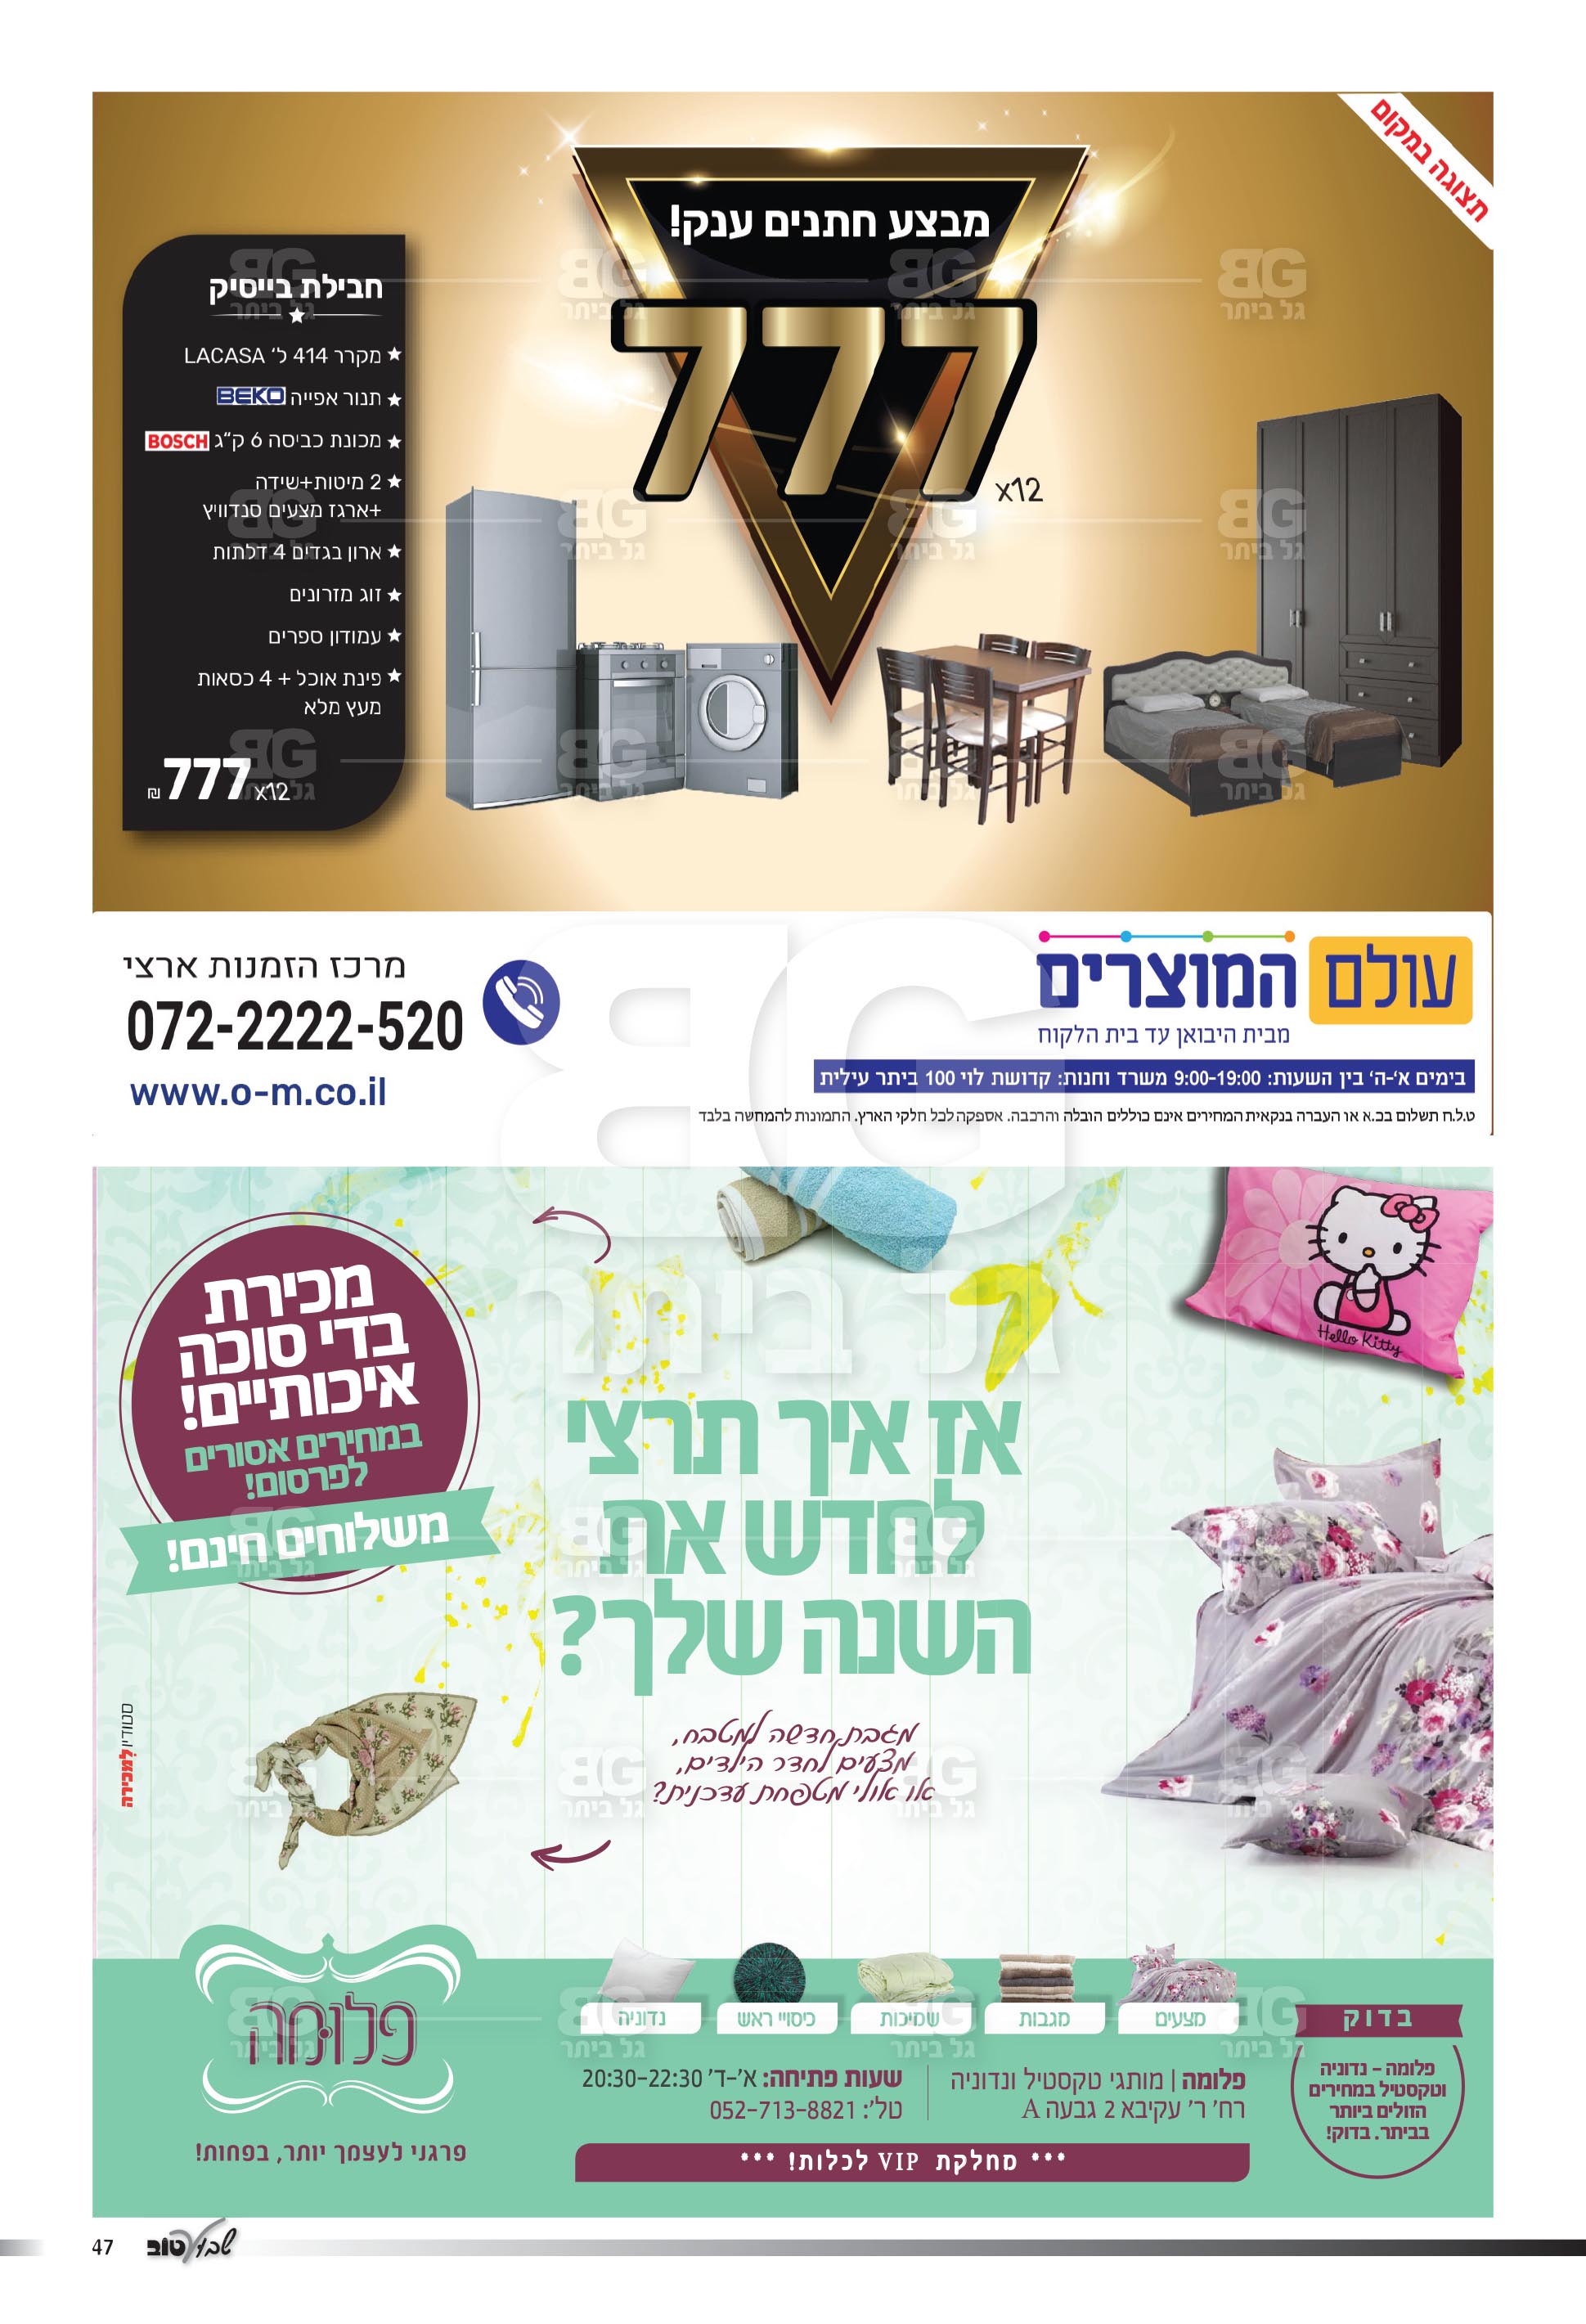 תצוגה במקום
מבצע חתנים ענק!
777
x12
חבילת בייסיק
מקרר 414 ל' LACASA
תנור אפייה BEKO
מכונת כביסה 6 ק"ג BOSCH
2 מיטות+שידה
+ארגז מצעים סנדוויץ
ארון בגדים 4 דלתות
זוג מזרונים
עמודון ספרים
פינת אוכל + 4 כסאות
מעץ מלא
777 x12 ₪
עולם המוצרים
מבית היבואן עד בית הלקוח
בימים א'-ה' בין השעות: 9:00-19:00 משרד וחנות: קדושת לוי 100 ביתר עילית
ט.ל.ח תשלום בכ.א או העברה בנקאית המחירים אינם כוללים הובלה והרכבה. אספקה לכל חלקי הארץ. התמונות להמחשה בלבד
מרכז הזמנות ארצי
072-2222-520
www.o-m.co.il
BG
גל ביתר
Hello Kitty
מכירת
בדי סוכה
איכותיים!
במחירים אסורים
לפרסום!
משלוחים חינם!
אז איך תרצי
לחדש את
השנה שלך?
מגבת חדשה למטבח,
מצעים לחדר הילדים,
או אולי מטפחת עדכנית?
סטודיו למכירה
מצעים
מגבות
שמיכות
כיסויי ראש
נדוניה
בדוק
פלומה - נדוניה
וטקסטיל במחירים
הזולים ביותר
בביתר. בדוק!
פלומה | מותגי טקסטיל ונדוניה
רח' ר' עקיבא 2 גבעה A
שעות פתיחה: א'-ד' 20:30-22:30
טל': 052-713-8821
*** מחלקת VIP לכלות! ***
פלומה
פרגני לעצמך יותר, בפחות!
47
שבוע טוב